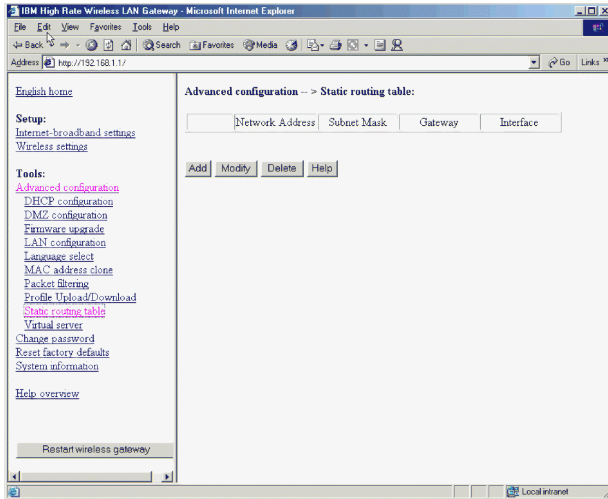 IBM High Rate Wireless LAN Gateway - Microsoft Internet Explorer
File Edit View Favorites Tools Help
Back Search Favorites Media
Address http://192.168.1.1/ Go Links »
English home
Setup:
Internet-broadband settings
Wireless settings
Tools:
Advanced configuration
DHCP configuration
DMZ configuration
Firmware upgrade
LAN configuration
Language select
MAC address clone
Packet filtering
Profile Upload/Download
Static routing table
Virtual server
Change password
Reset factory defaults
System information
Help overview
Restart wireless gateway
Advanced configuration -- > Static routing table:
Network Address Subnet Mask Gateway Interface
Add Modify Delete Help
Local intranet